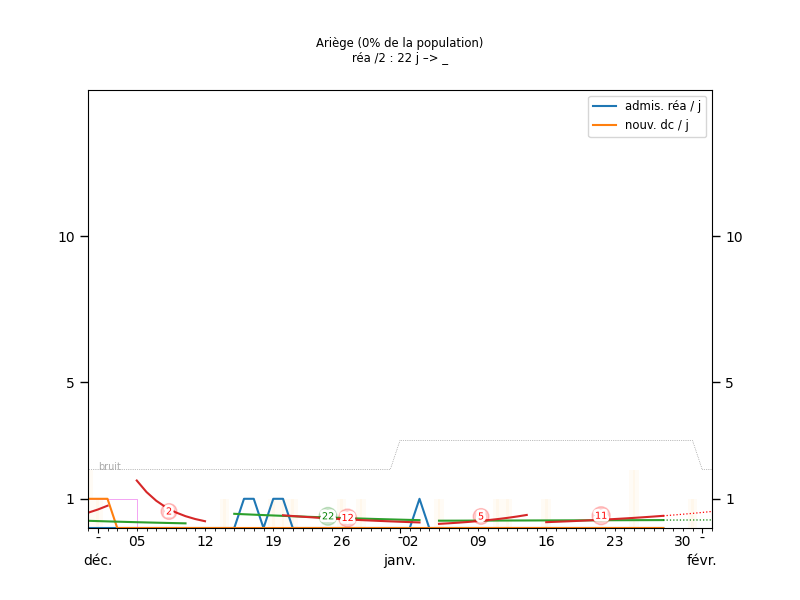 Ariège (0% de la population)
réa /2 : 22 j –> _
admis. réa / j
nouv. dc / j
10
10
5
5
bruit
1
1
2
22
12
5
11
- 05 12 19 26 - 02 09 16 23 30 -
déc. janv. févr.